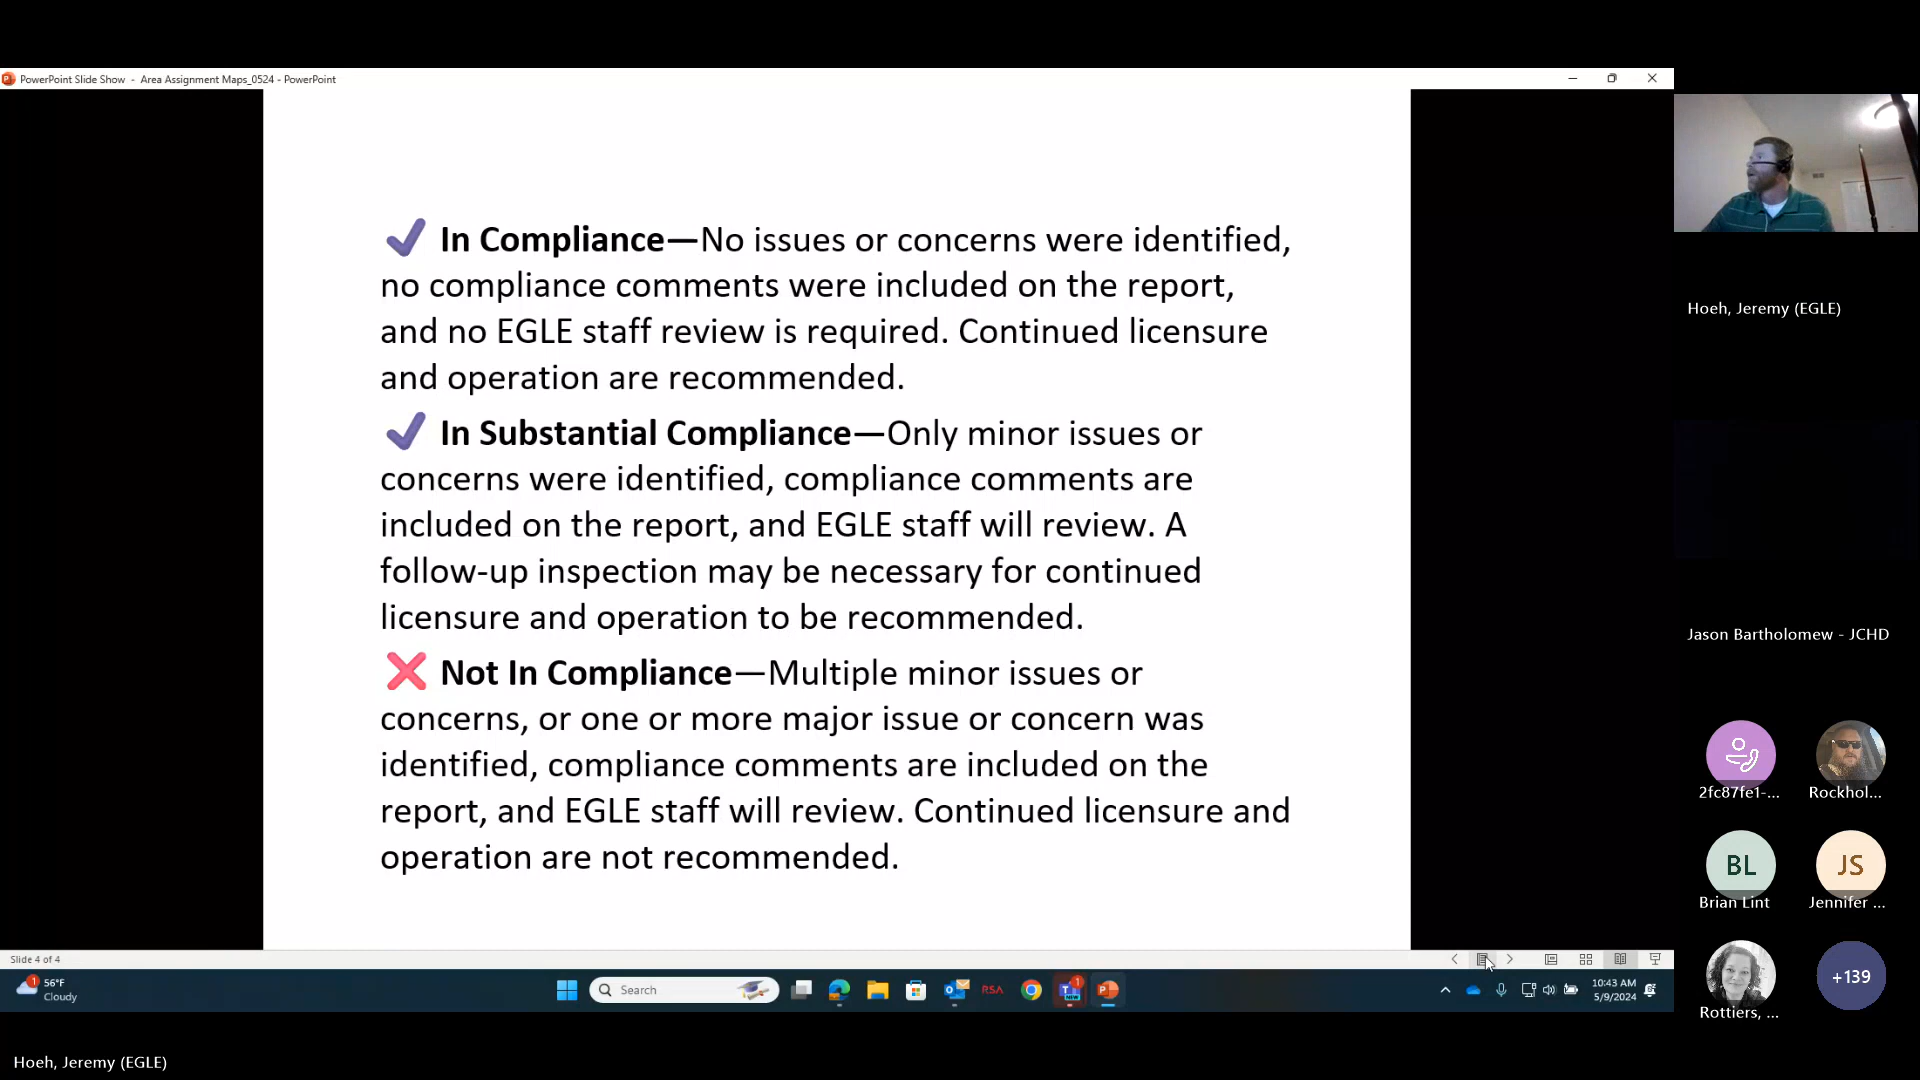 PowerPoint Slide Show - Area Assignment Maps_0524 - PowerPoint
In Compliance—No issues or concerns were identified,
no compliance comments were included on the report,
and no EGLE staff review is required. Continued licensure
and operation are recommended.
In Substantial Compliance—Only minor issues or
concerns were identified, compliance comments are
included on the report, and EGLE staff will review. A
follow-up inspection may be necessary for continued
licensure and operation to be recommended.
Not In Compliance—Multiple minor issues or
concerns, or one or more major issue or concern was
identified, compliance comments are included on the
report, and EGLE staff will review. Continued licensure and
operation are not recommended.
Slide 4 of 4
1
56°F
Cloudy
Search
RSA
1
NEW
10:43 AM
5/9/2024
Hoeh, Jeremy (EGLE)
Jason Bartholomew - JCHD
2fc87fe1-...
Rockhol...
BL
Brian Lint
JS
Jennifer ...
Rottiers, ...
+139
Hoeh, Jeremy (EGLE)